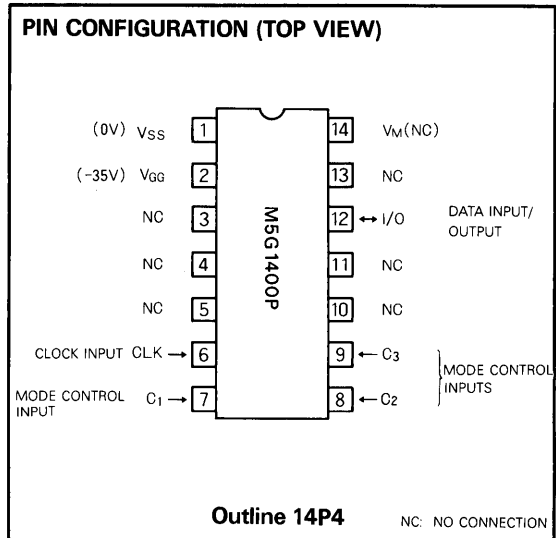 PIN CONFIGURATION (TOP VIEW)
(0V) VSS 1 14 VM(NC)
(-35V) VGG 2 13 NC
NC 3 12 ↔ I/O DATA INPUT/
OUTPUT
NC 4 11 NC
NC 5 10 NC
CLOCK INPUT CLK → 6 9 ← C3
MODE CONTROL
INPUTS
MODE CONTROL
INPUT C1 → 7 8 ← C2
M5G1400P
Outline 14P4 NC: NO CONNECTION